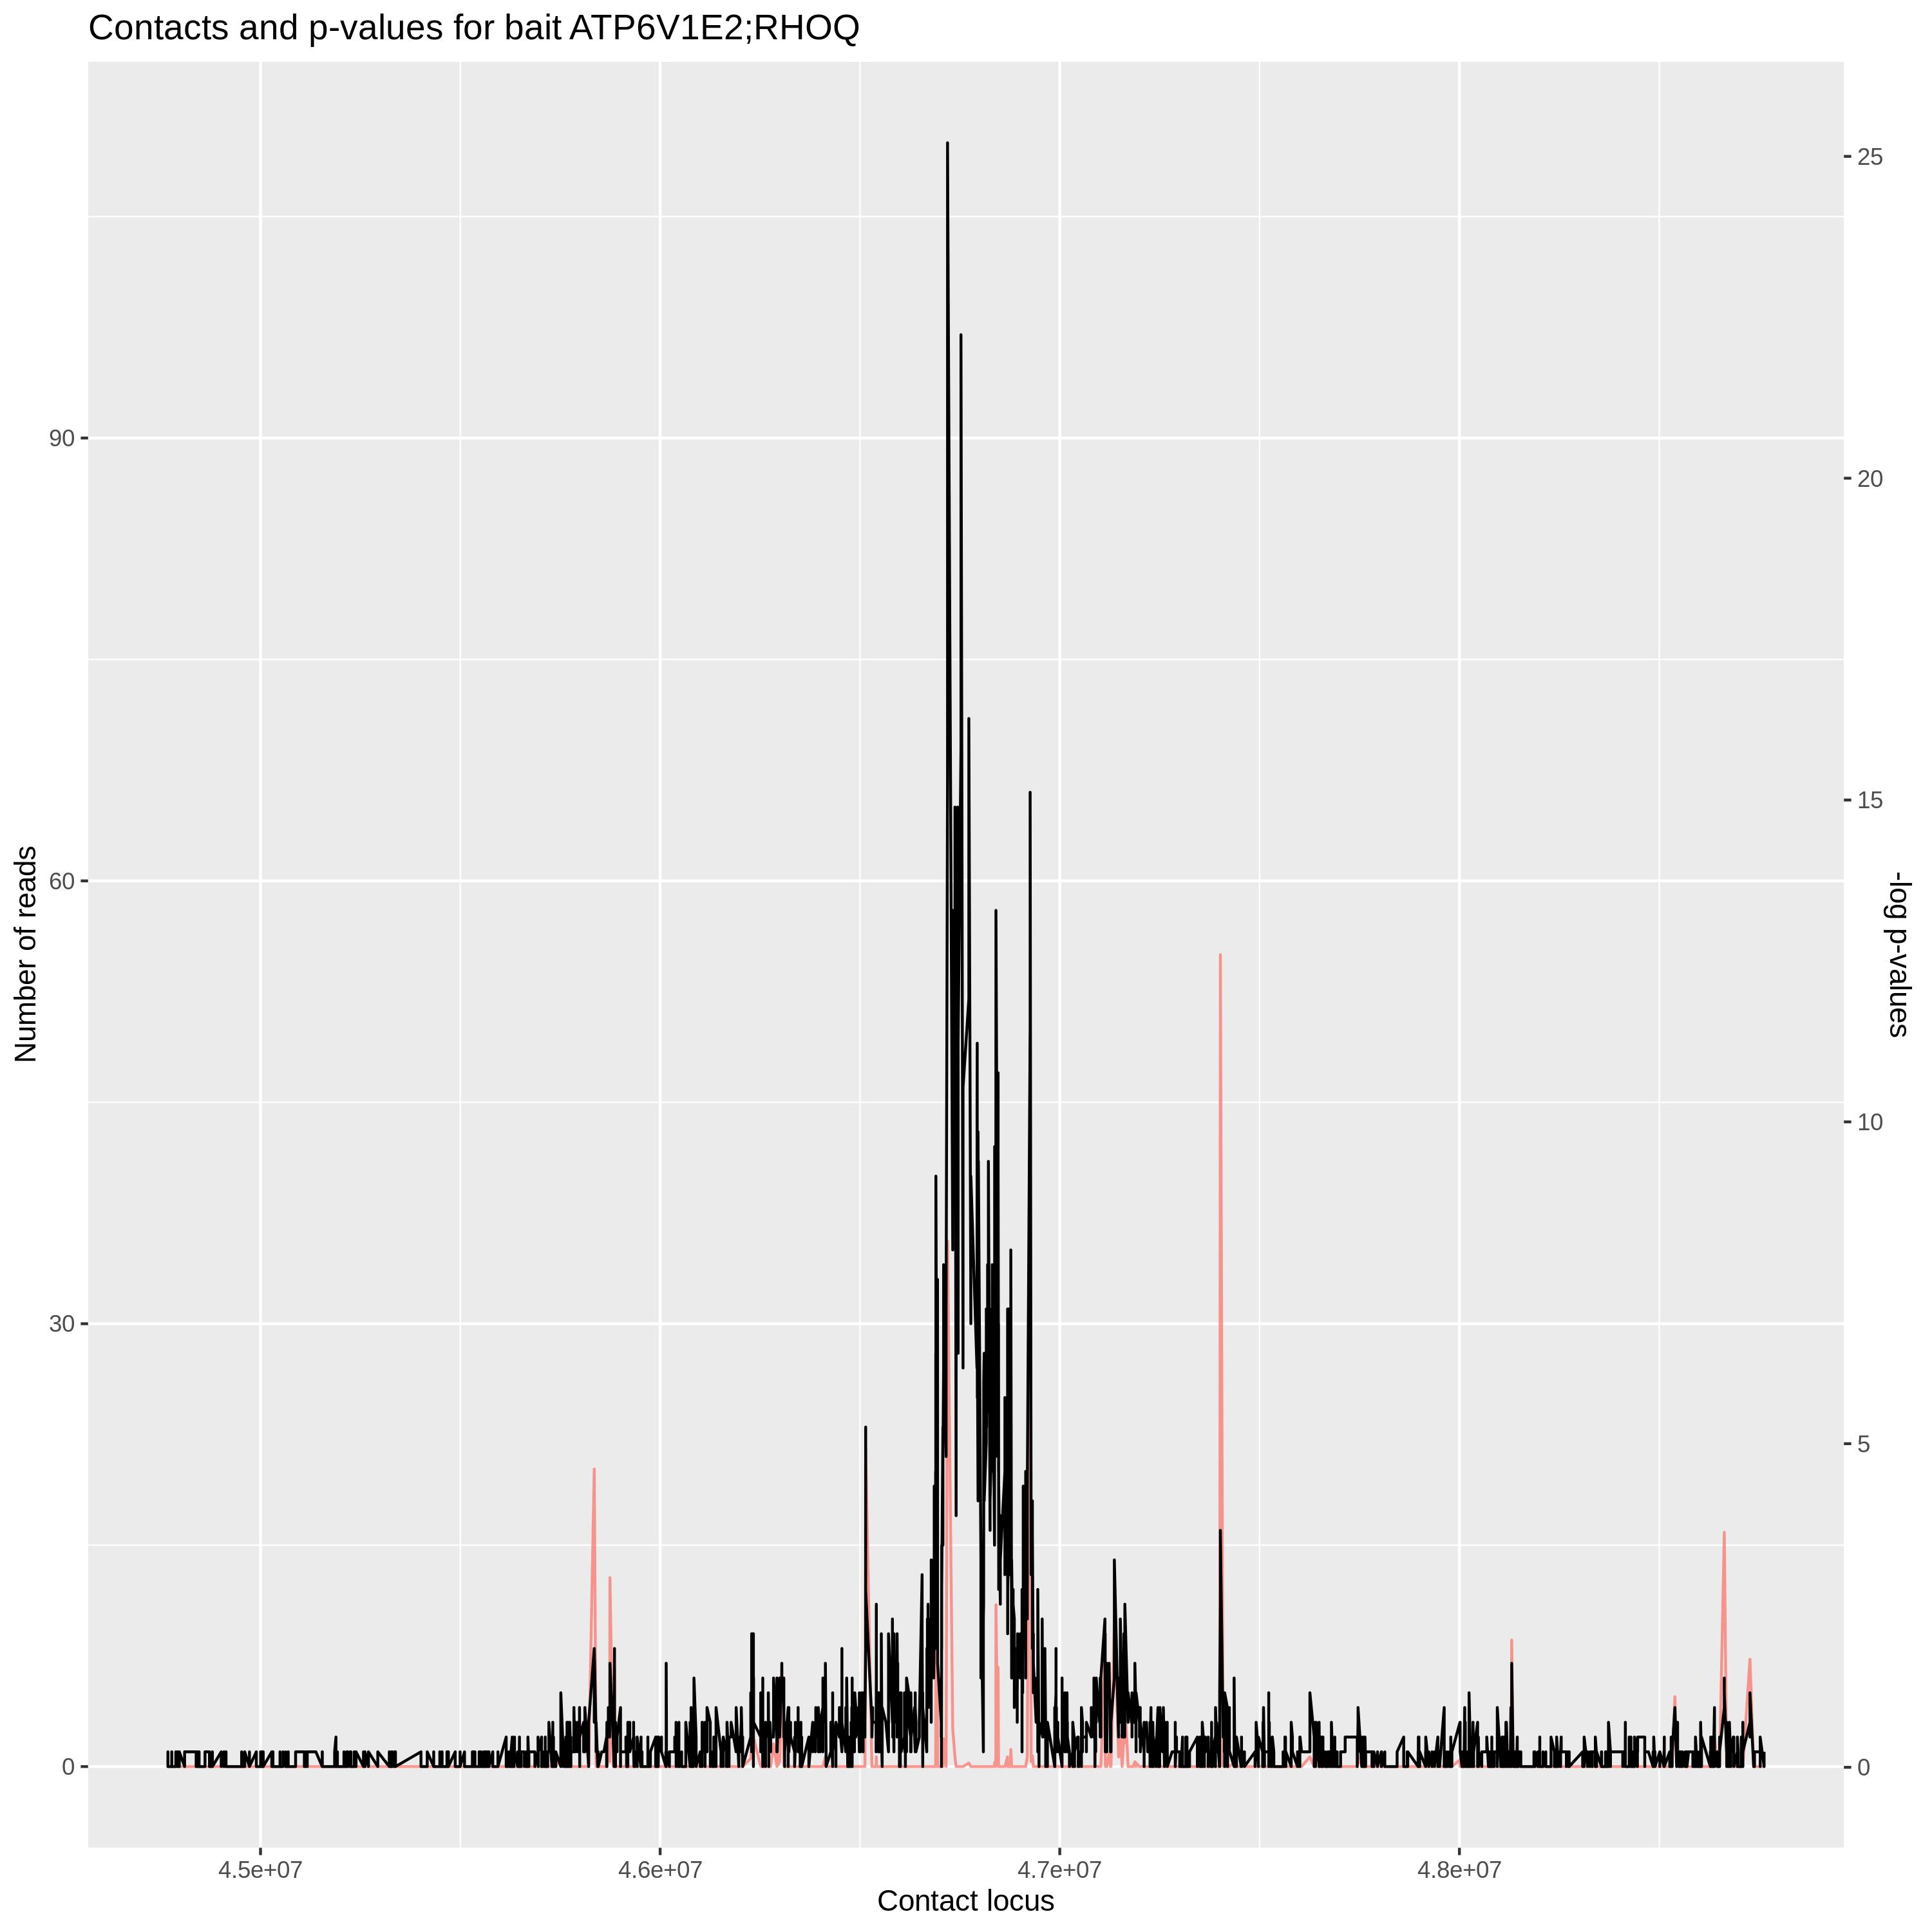 Contacts and p-values for bait ATP6V1E2;RHOQ
Number of reads
90
60
30
0
25
20
15
10
5
0
-log p-values
4.5e+07
4.6e+07
4.7e+07
4.8e+07
Contact locus